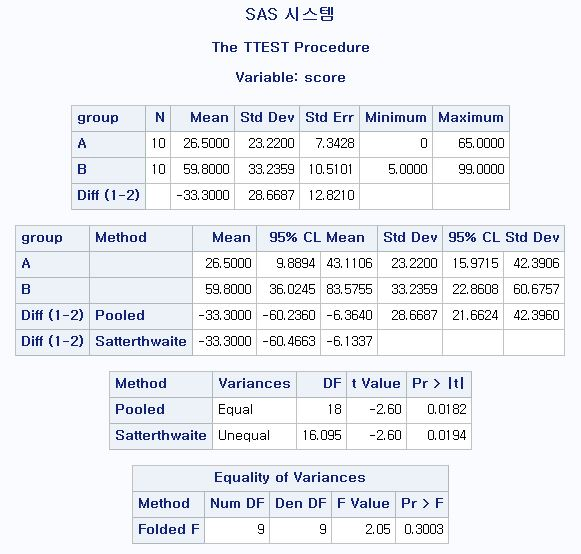 SAS 시스템
The TTEST Procedure
Variable: score
group N Mean Std Dev Std Err Minimum Maximum
A 10 26.5000 23.2200 7.3428 0 65.0000
B 10 59.8000 33.2359 10.5101 5.0000 99.0000
Diff (1-2) -33.3000 28.6687 12.8210
group Method Mean 95% CL Mean Std Dev 95% CL Std Dev
A 26.5000 9.8894 43.1106 23.2200 15.9715 42.3906
B 59.8000 36.0245 83.5755 33.2359 22.8608 60.6757
Diff (1-2) Pooled -33.3000 -60.2360 -6.3640 28.6687 21.6624 42.3960
Diff (1-2) Satterthwaite -33.3000 -60.4663 -6.1337
Method Variances DF t Value Pr > |t|
Pooled Equal 18 -2.60 0.0182
Satterthwaite Unequal 16.095 -2.60 0.0194
Equality of Variances
Method Num DF Den DF F Value Pr > F
Folded F 9 9 2.05 0.3003